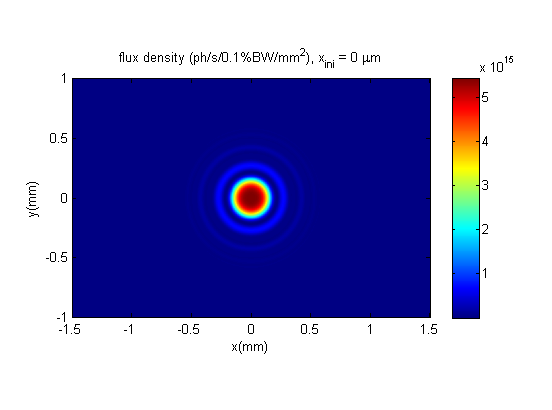 flux density (ph/s/0.1%BW/mm²), x_ini = 0 μm
x 10^15
1
0.5
0
-0.5
-1
y(mm)
-1.5 -1 -0.5 0 0.5 1 1.5
x(mm)
5
4
3
2
1